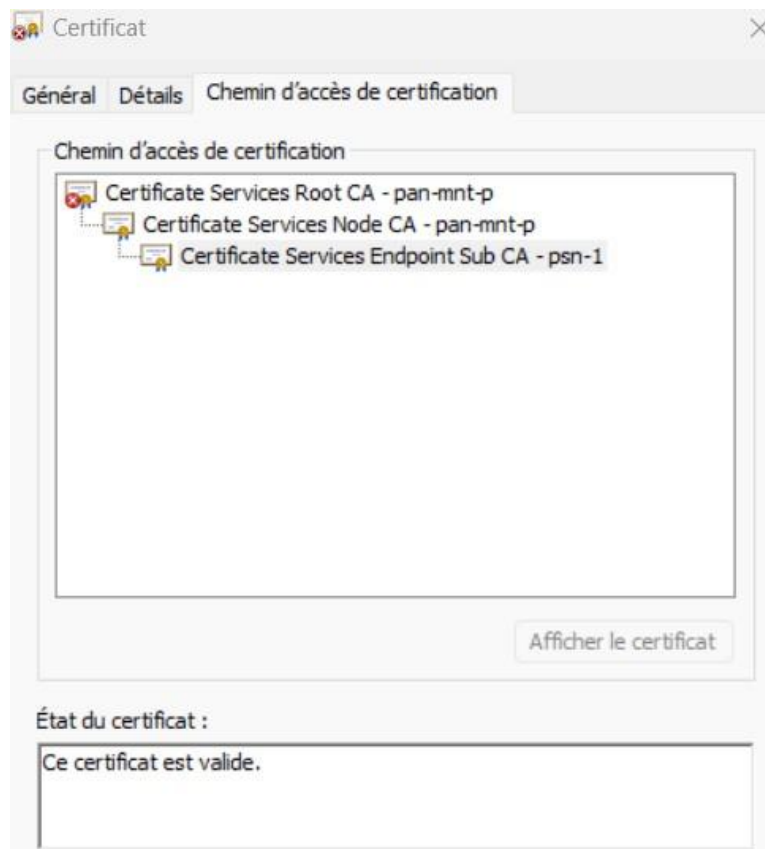 Certificat
Général Détails Chemin d’accès de certification
Chemin d’accès de certification
Certificate Services Root CA - pan-mnt-p
Certificate Services Node CA - pan-mnt-p
Certificate Services Endpoint Sub CA - psn-1
Afficher le certificat
État du certificat :
Ce certificat est valide.